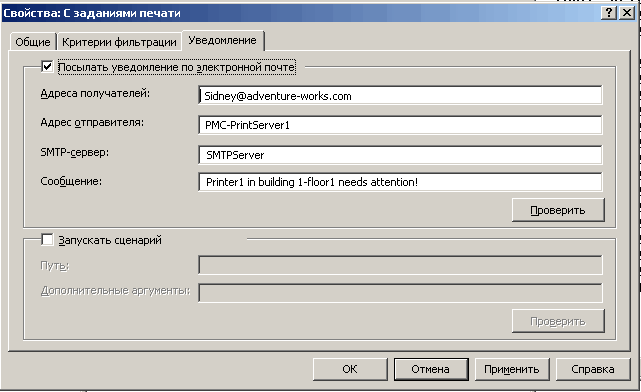 Свойства: С заданиями печати
Общие Критерии фильтрации Уведомление
Посылать уведомление по электронной почте
Адреса получателей: Sidney@adventure-works.com
Адрес отправителя: PMC-PrintServer1
SMTP-сервер: SMTPServer
Сообщение: Printer1 in building 1-floor1 needs attention!
Проверить
Запускать сценарий
Путь:
Дополнительные аргументы:
Проверить
ОК Отмена Применить Справка